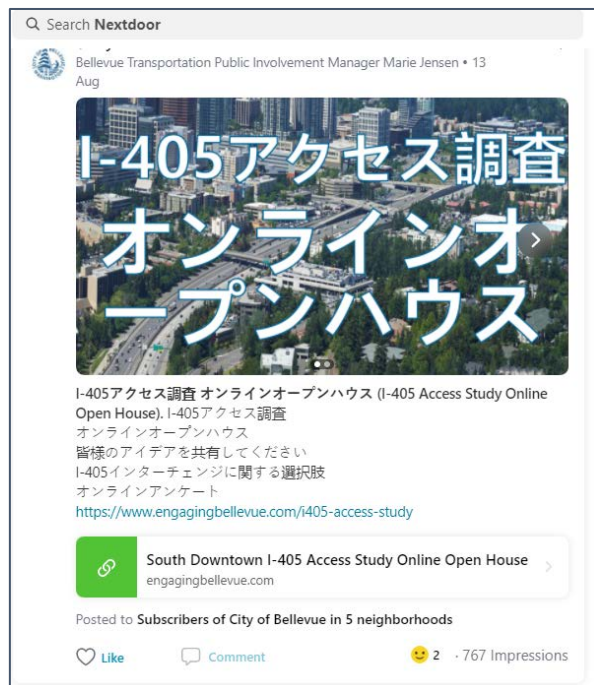 Search Nextdoor
Bellevue Transportation Public Involvement Manager Marie Jensen • 13
Aug
I-405アクセス調査
オンラインオ
ープンハウス
I-405アクセス調査 オンラインオープンハウス (I-405 Access Study Online
Open House). I-405アクセス調査
オンラインオープンハウス
皆様のアイデアを共有してください
I-405インターチェンジに関する選択肢
オンラインアンケート
https://www.engagingbellevue.com/i405-access-study
South Downtown I-405 Access Study Online Open House
engagingbellevue.com
Posted to Subscribers of City of Bellevue in 5 neighborhoods
Like
Comment
2 · 767 Impressions